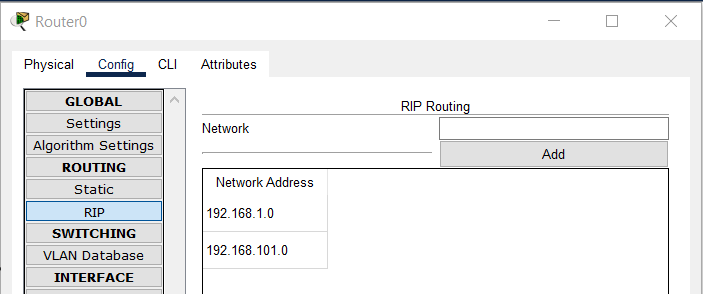 Router0
Physical Config CLI Attributes
GLOBAL
Settings
Algorithm Settings
ROUTING
Static
RIP
SWITCHING
VLAN Database
INTERFACE
RIP Routing
Network
Add
Network Address
192.168.1.0
192.168.101.0